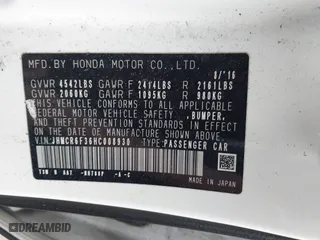 MFD.BY HONDA MOTOR CO.,LTD.
8/'16
GVWR 4542LBS GAWR F 2414LBS R 2161LBS
GVWR 2060KG GAWR F 1095KG R 980KG
THIS VEHICLE CONFORMS TO ALL APPLICABLE
FEDERAL MOTOR VEHICLE SAFETY, BUMPER, AND
THEFT PREVENTION STANDARDS IN EFFECT ON THE
DATE OF MANUFACTURE SHOWN ABOVE.
V.I.N. TYPE:PASSENGER CAR
MADE IN JAPAN